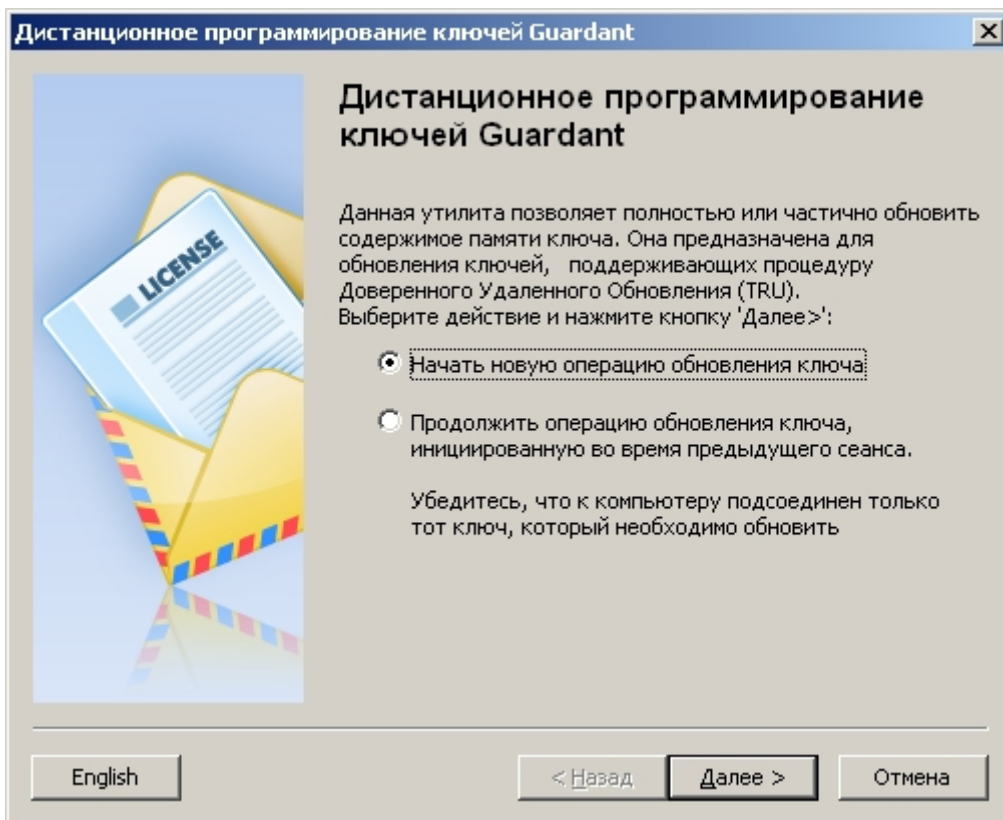 Дистанционное программирование ключей Guardant
Дистанционное программирование
ключей Guardant
LICENSE
Данная утилита позволяет полностью или частично обновить
содержимое памяти ключа. Она предназначена для
обновления ключей, поддерживающих процедуру
Доверенного Удаленного Обновления (TRU).
Выберите действие и нажмите кнопку 'Далее>':
Начать новую операцию обновления ключа
Продолжить операцию обновления ключа,
инициированную во время предыдущего сеанса.
Убедитесь, что к компьютеру подсоединен только
тот ключ, который необходимо обновить
English
< Назад
Далее >
Отмена